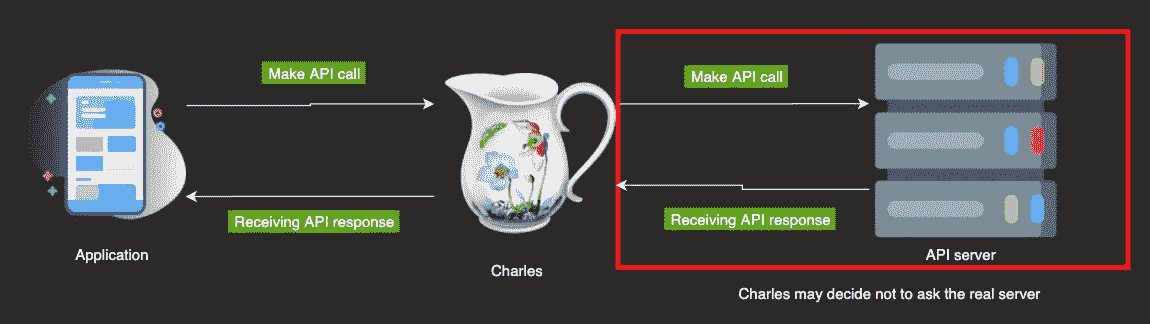 Make API call
Make API call
Receiving API response
Receiving API response
Application
Charles
API server
Charles may decide not to ask the real server